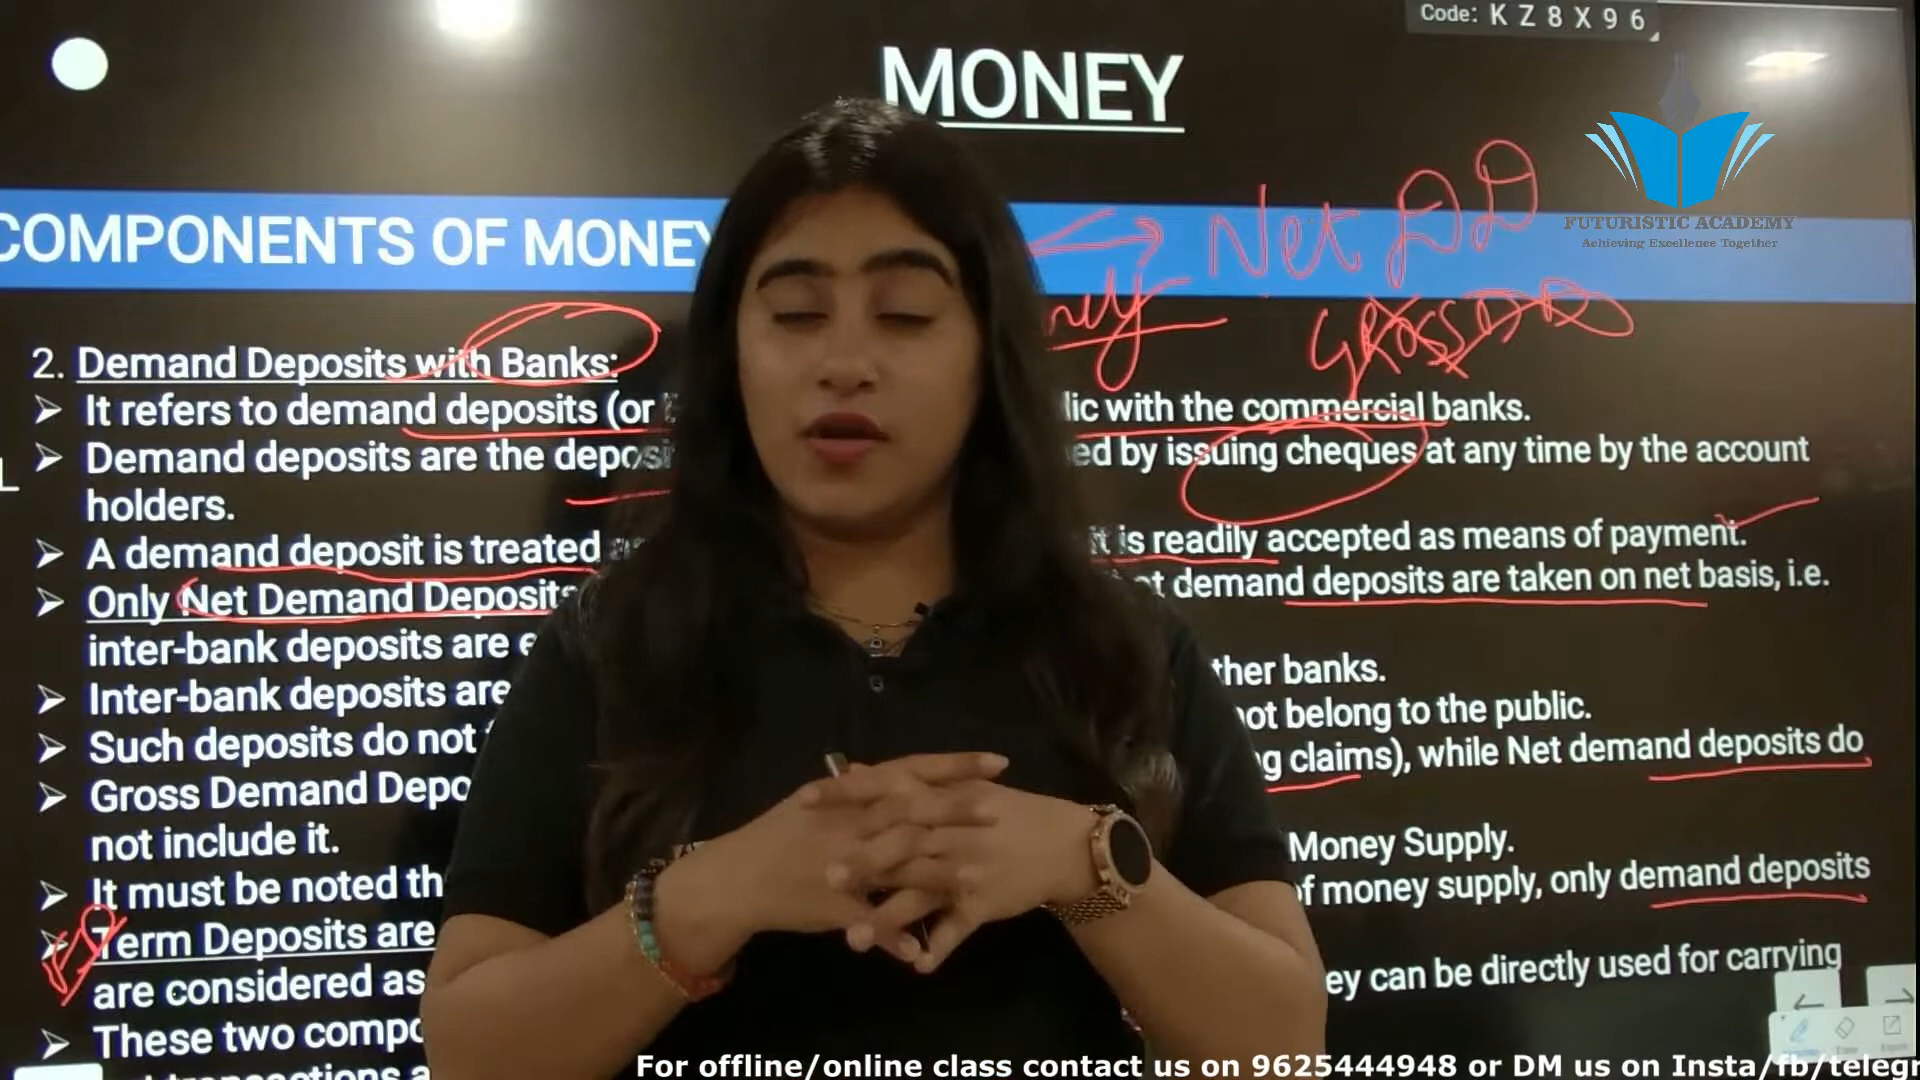 Code: K Z 8 X 9 6
MONEY
FUTURISTIC ACADEMY
Achieving Excellence Together
COMPONENTS OF MONEY
Net DD
Gross DD
2. Demand Deposits with Banks:
➤ It refers to demand deposits (or lic with the commercial banks.
➤ Demand deposits are the deposi ed by issuing cheques at any time by the account
holders.
➤ A demand deposit is treated it is readily accepted as means of payment.
➤ Only Net Demand Deposits demand deposits are taken on net basis, i.e.
inter-bank deposits are ther banks.
➤ Inter-bank deposits are not belong to the public.
➤ Such deposits do not g claims), while Net demand deposits do
➤ Gross Demand Depo
not include it. Money Supply.
➤ It must be noted th f money supply, only demand deposits
➤ Term Deposits are
are considered as ey can be directly used for carrying
➤ These two compo
For offline/online class contact us on 9625444948 or DM us on Insta/fb/telegr